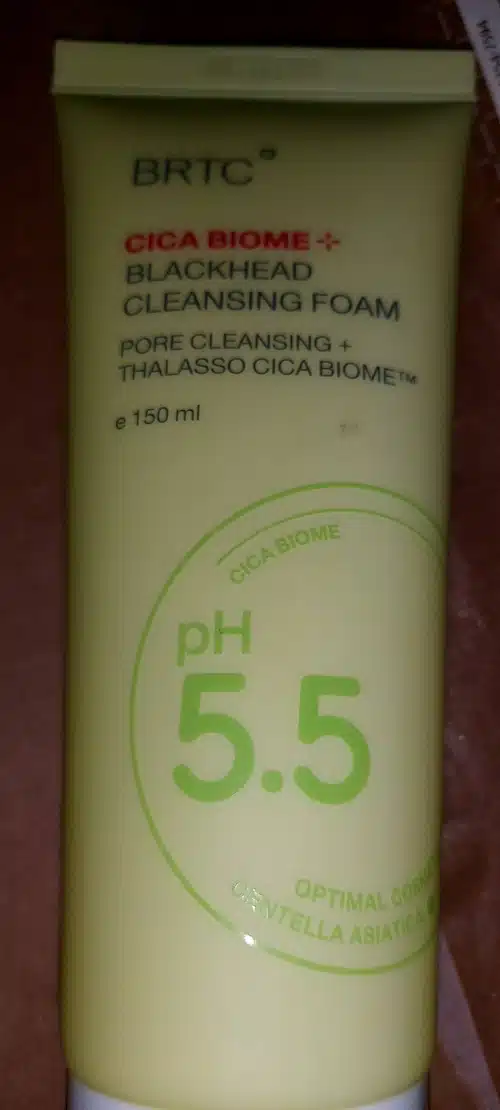 BRTC
CICA BIOME
BLACKHEAD
CLEANSING FOAM
PORE CLEANSING +
THALASSO CICA BIOME™
e 150 ml
CICA BIOME
pH
5.5
OPTIMAL
CENTELLA ASIATICA